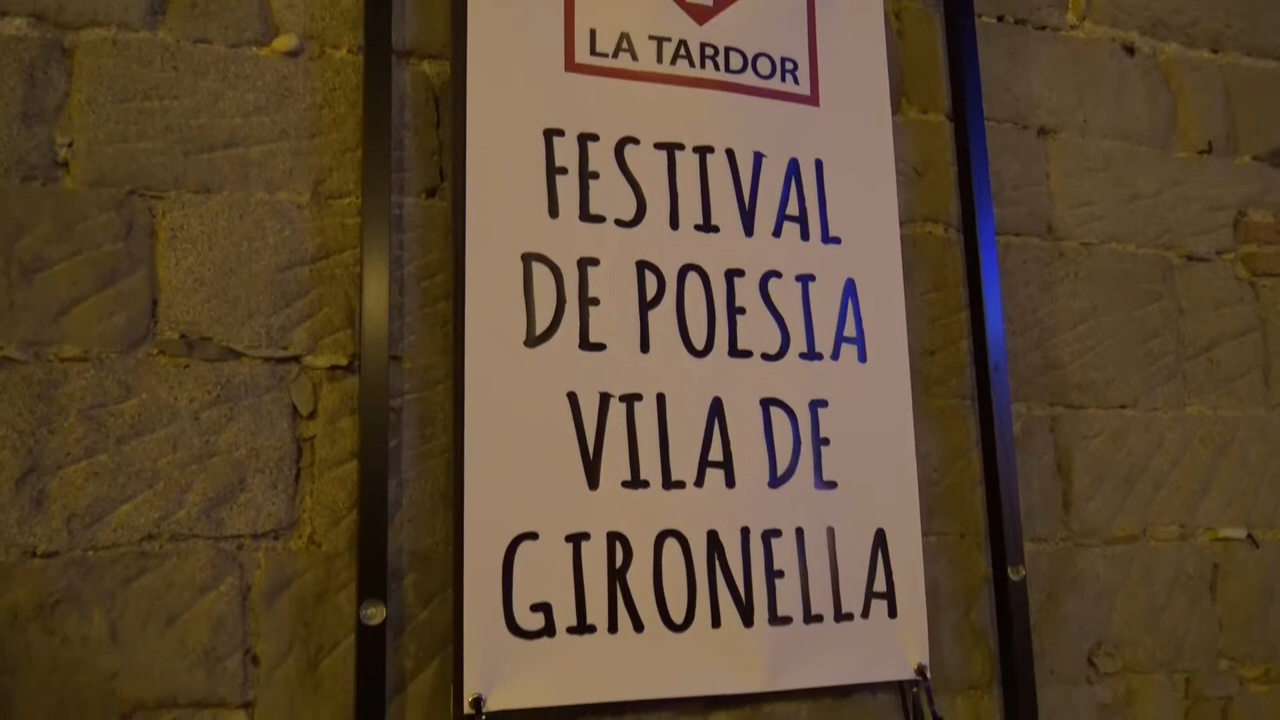 LA TARDOR
FESTIVAL
DE POESIA
VILA DE
GIRONELLA